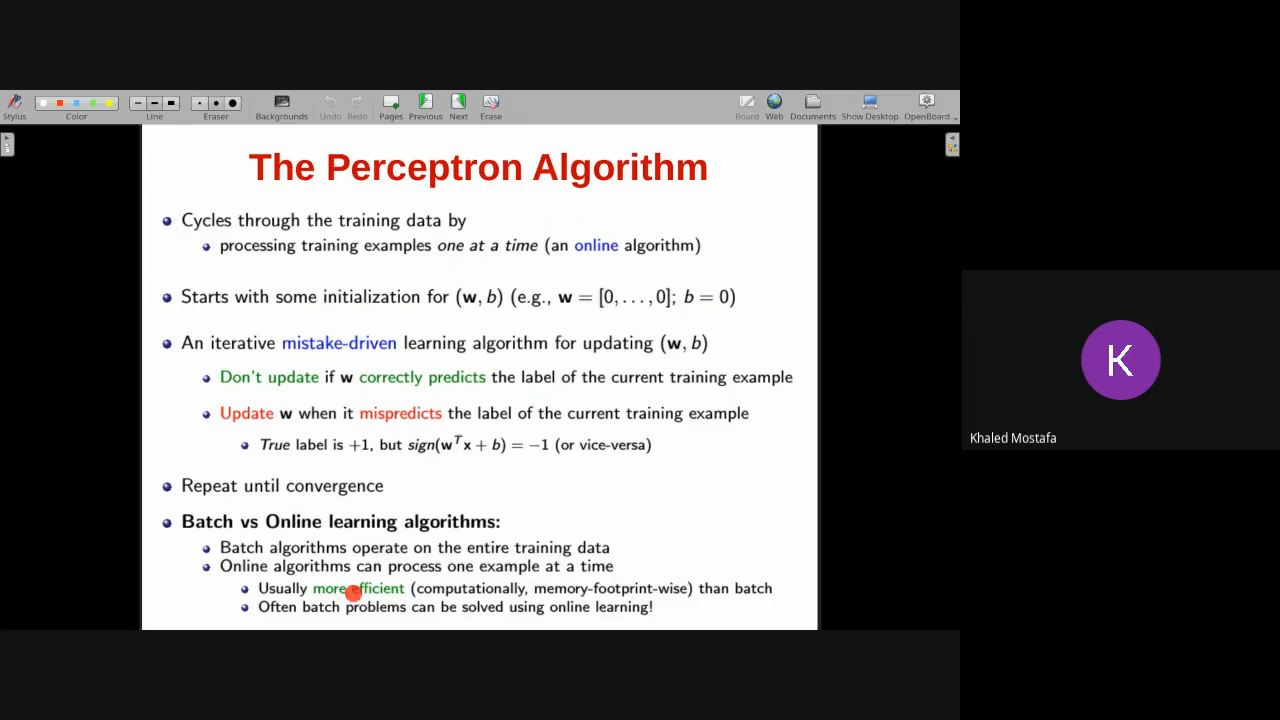 Stylus
Color
Line
Eraser
Backgrounds
Undo
Redo
Pages
Previous
Next
Erase
Board
Web
Documents
Show Desktop
OpenBoard
The Perceptron Algorithm
Cycles through the training data by
processing training examples one at a time (an online algorithm)
Starts with some initialization for (w, b) (e.g., w = [0, . . . , 0]; b = 0)
An iterative mistake-driven learning algorithm for updating (w, b)
Don't update if w correctly predicts the label of the current training example
Update w when it mispredicts the label of the current training example
True label is +1, but sign(wᵀx + b) = −1 (or vice-versa)
Repeat until convergence
Batch vs Online learning algorithms:
Batch algorithms operate on the entire training data
Online algorithms can process one example at a time
Usually more efficient (computationally, memory-footprint-wise) than batch
Often batch problems can be solved using online learning!
K
Khaled Mostafa